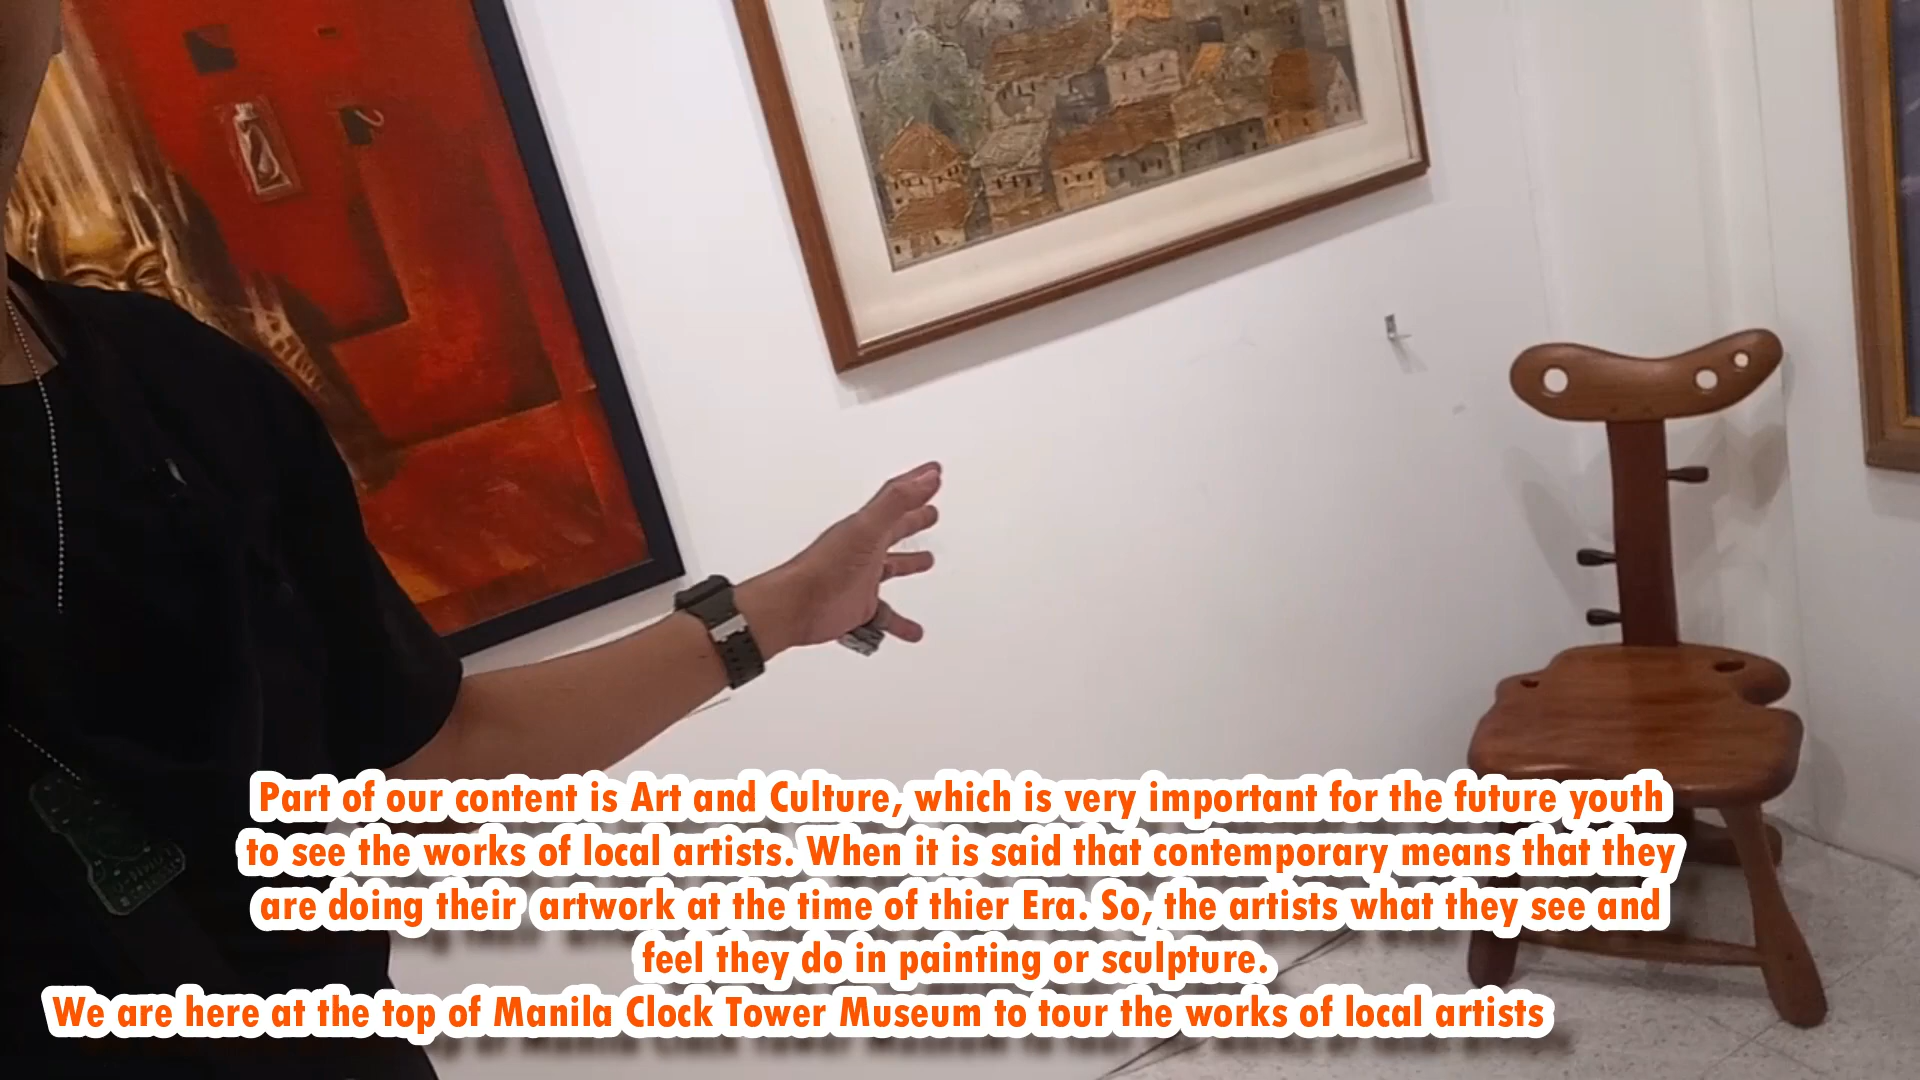 Part of our content is Art and Culture, which is very important for the future youth
to see the works of local artists. When it is said that contemporary means that they
are doing their artwork at the time of thier Era. So, the artists what they see and
feel they do in painting or sculpture.
We are here at the top of Manila Clock Tower Museum to tour the works of local artists